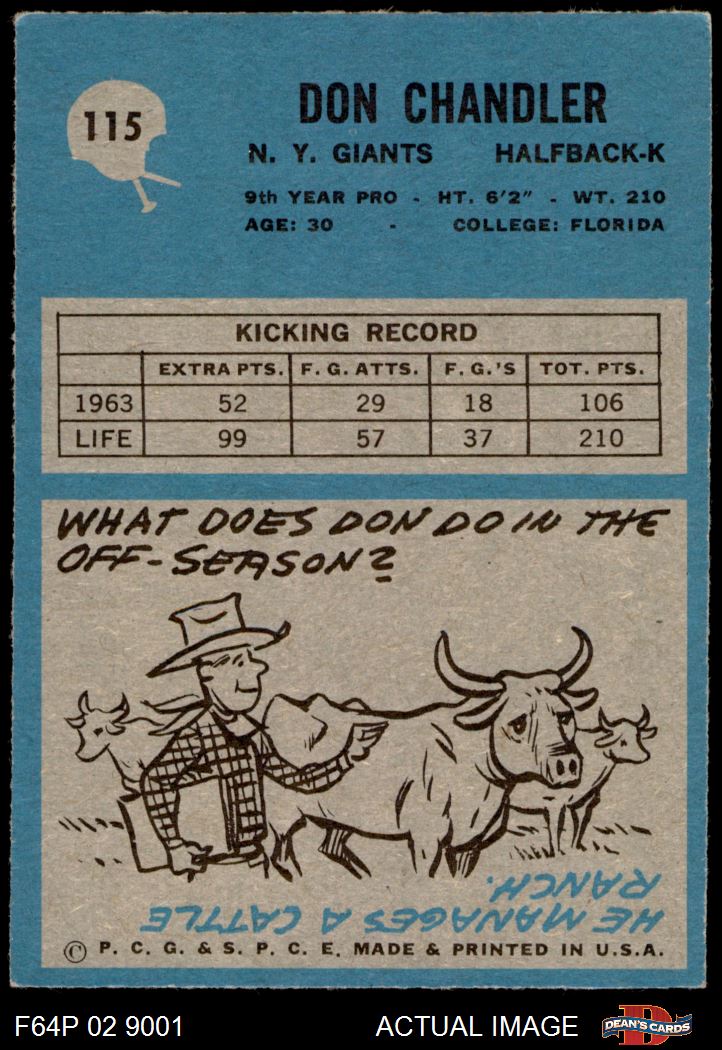 115
DON CHANDLER
N. Y. GIANTS HALFBACK-K
9th YEAR PRO - HT. 6'2" - WT. 210
AGE: 30 - COLLEGE: FLORIDA
KICKING RECORD
EXTRA PTS. F. G. ATTS. F. G.'S TOT. PTS.
1963 52 29 18 106
LIFE 99 57 37 210
WHAT DOES DON DO IN THE
OFF-SEASON?
HE MANAGES A CATTLE
RANCH.
© P. C. G. & S. P. C. E. MADE & PRINTED IN U.S.A.
F64P 02 9001 ACTUAL IMAGE D DEAN'S CARDS